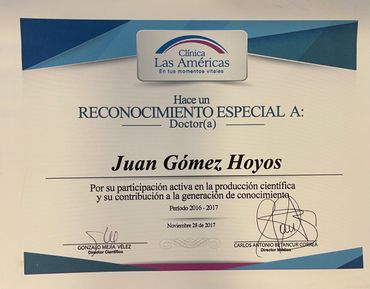 Clínica
Las Américas
En tus momentos vitales
Hace un
RECONOCIMIENTO ESPECIAL A:
Doctor(a)
Juan Gómez Hoyos
Por su participación activa en la producción científica
y su contribución a la generación de conocimiento
Período 2016 - 2017
Noviembre 28 de 2017
GONZALO MEJÍA VÉLEZ
Director Científico
CARLOS ANTONIO BETANCUR CORREA
Director Médico